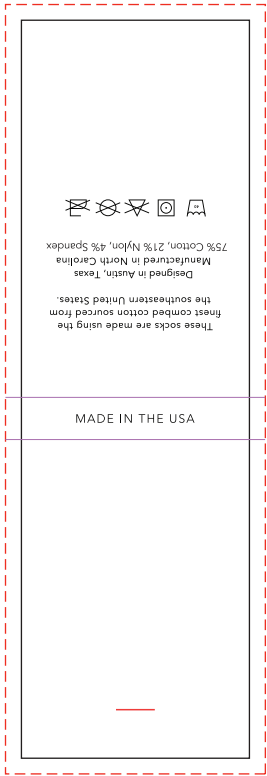 These socks are made using the
finest combed cotton sourced from
the southeastern United States.
Designed in Austin, Texas
Manufactured in North Carolina
75% Cotton, 21% Nylon, 4% Spandex
40
MADE IN THE USA